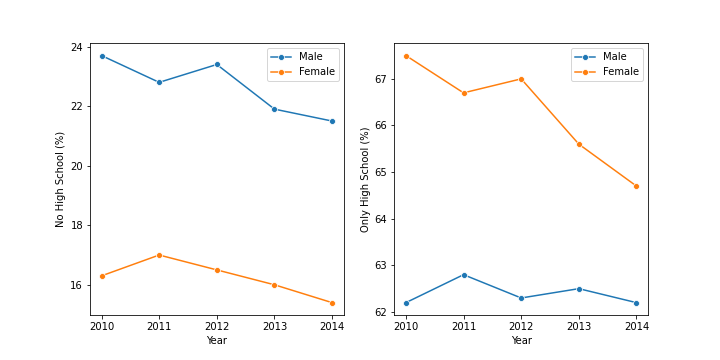 24
22
20
18
16
No High School (%)
2010 2011 2012 2013 2014
Year
Male
Female
67
66
65
64
63
62
Only High School (%)
2010 2011 2012 2013 2014
Year
Male
Female